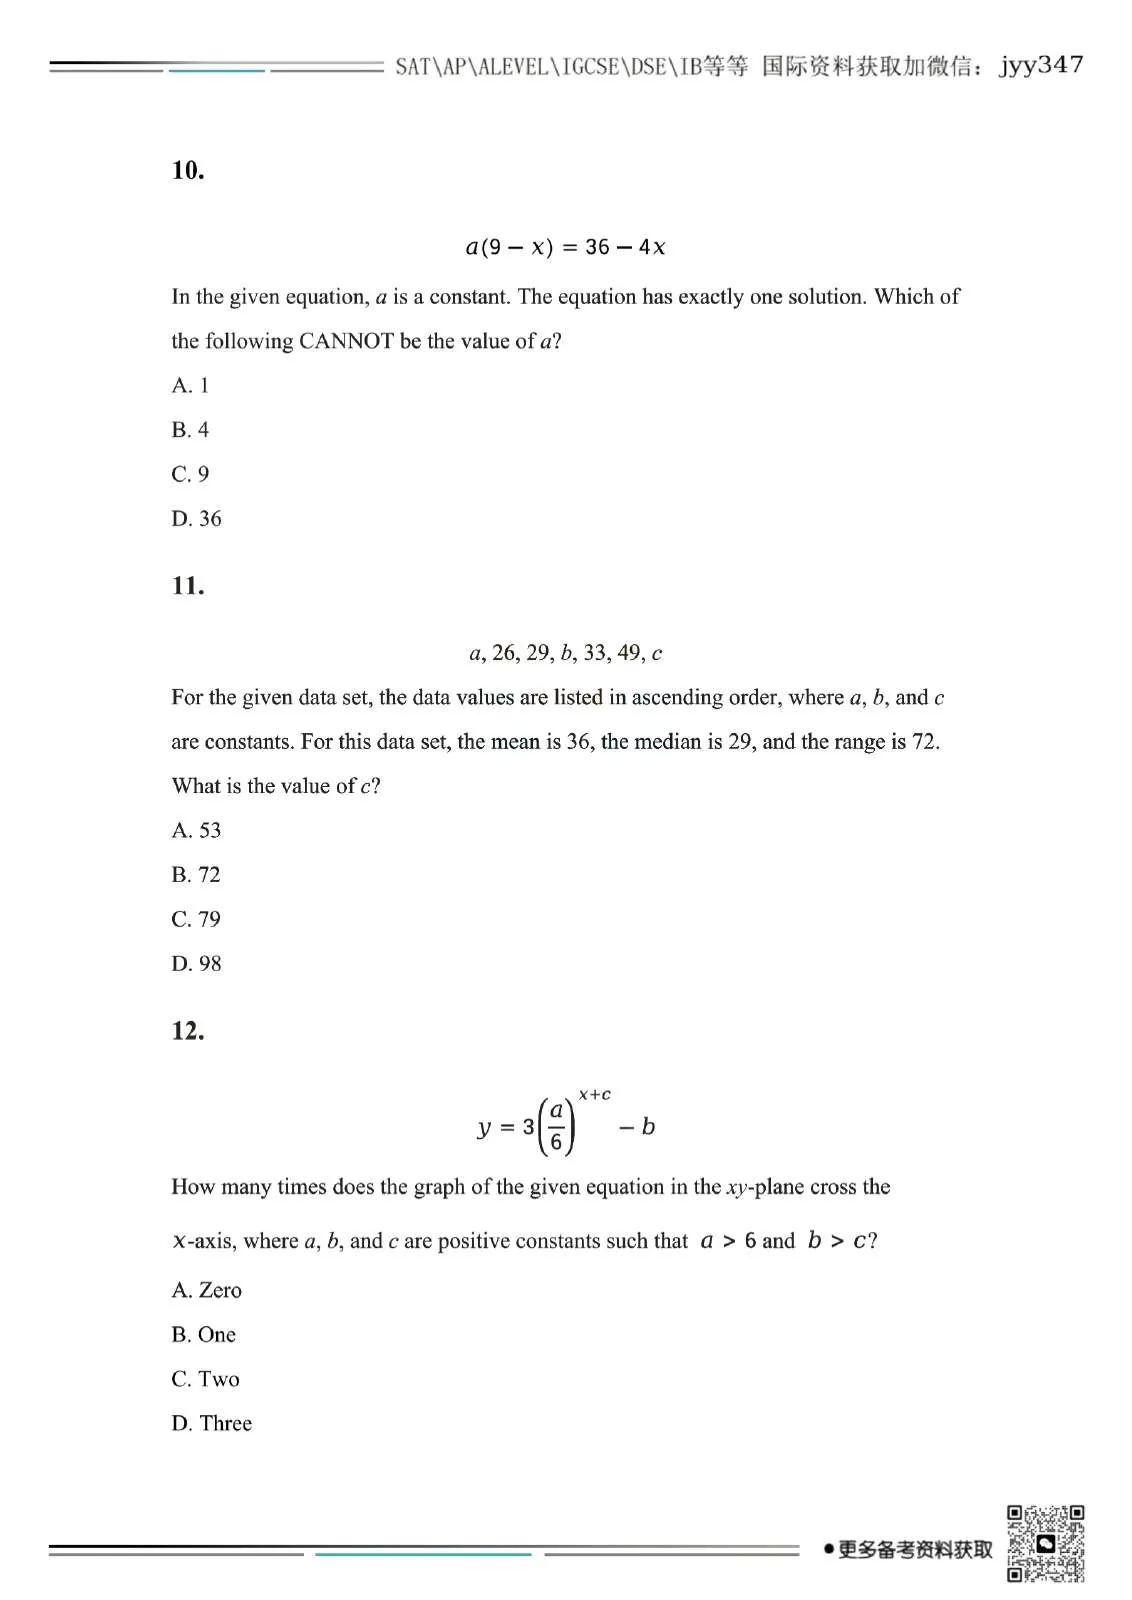 SAT\AP\ALEVEL\IGCSE\DSE\IB等等 国际资料获取加微信：jyy347
10.
a(9 − x) = 36 − 4x
In the given equation, a is a constant. The equation has exactly one solution. Which of
the following CANNOT be the value of a?
A. 1
B. 4
C. 9
D. 36
11.
a, 26, 29, b, 33, 49, c
For the given data set, the data values are listed in ascending order, where a, b, and c
are constants. For this data set, the mean is 36, the median is 29, and the range is 72.
What is the value of c?
A. 53
B. 72
C. 79
D. 98
12.
y = 3(a/6)^(x+c) − b
How many times does the graph of the given equation in the xy-plane cross the
x-axis, where a, b, and c are positive constants such that a > 6 and b > c?
A. Zero
B. One
C. Two
D. Three
●更多备考资料获取